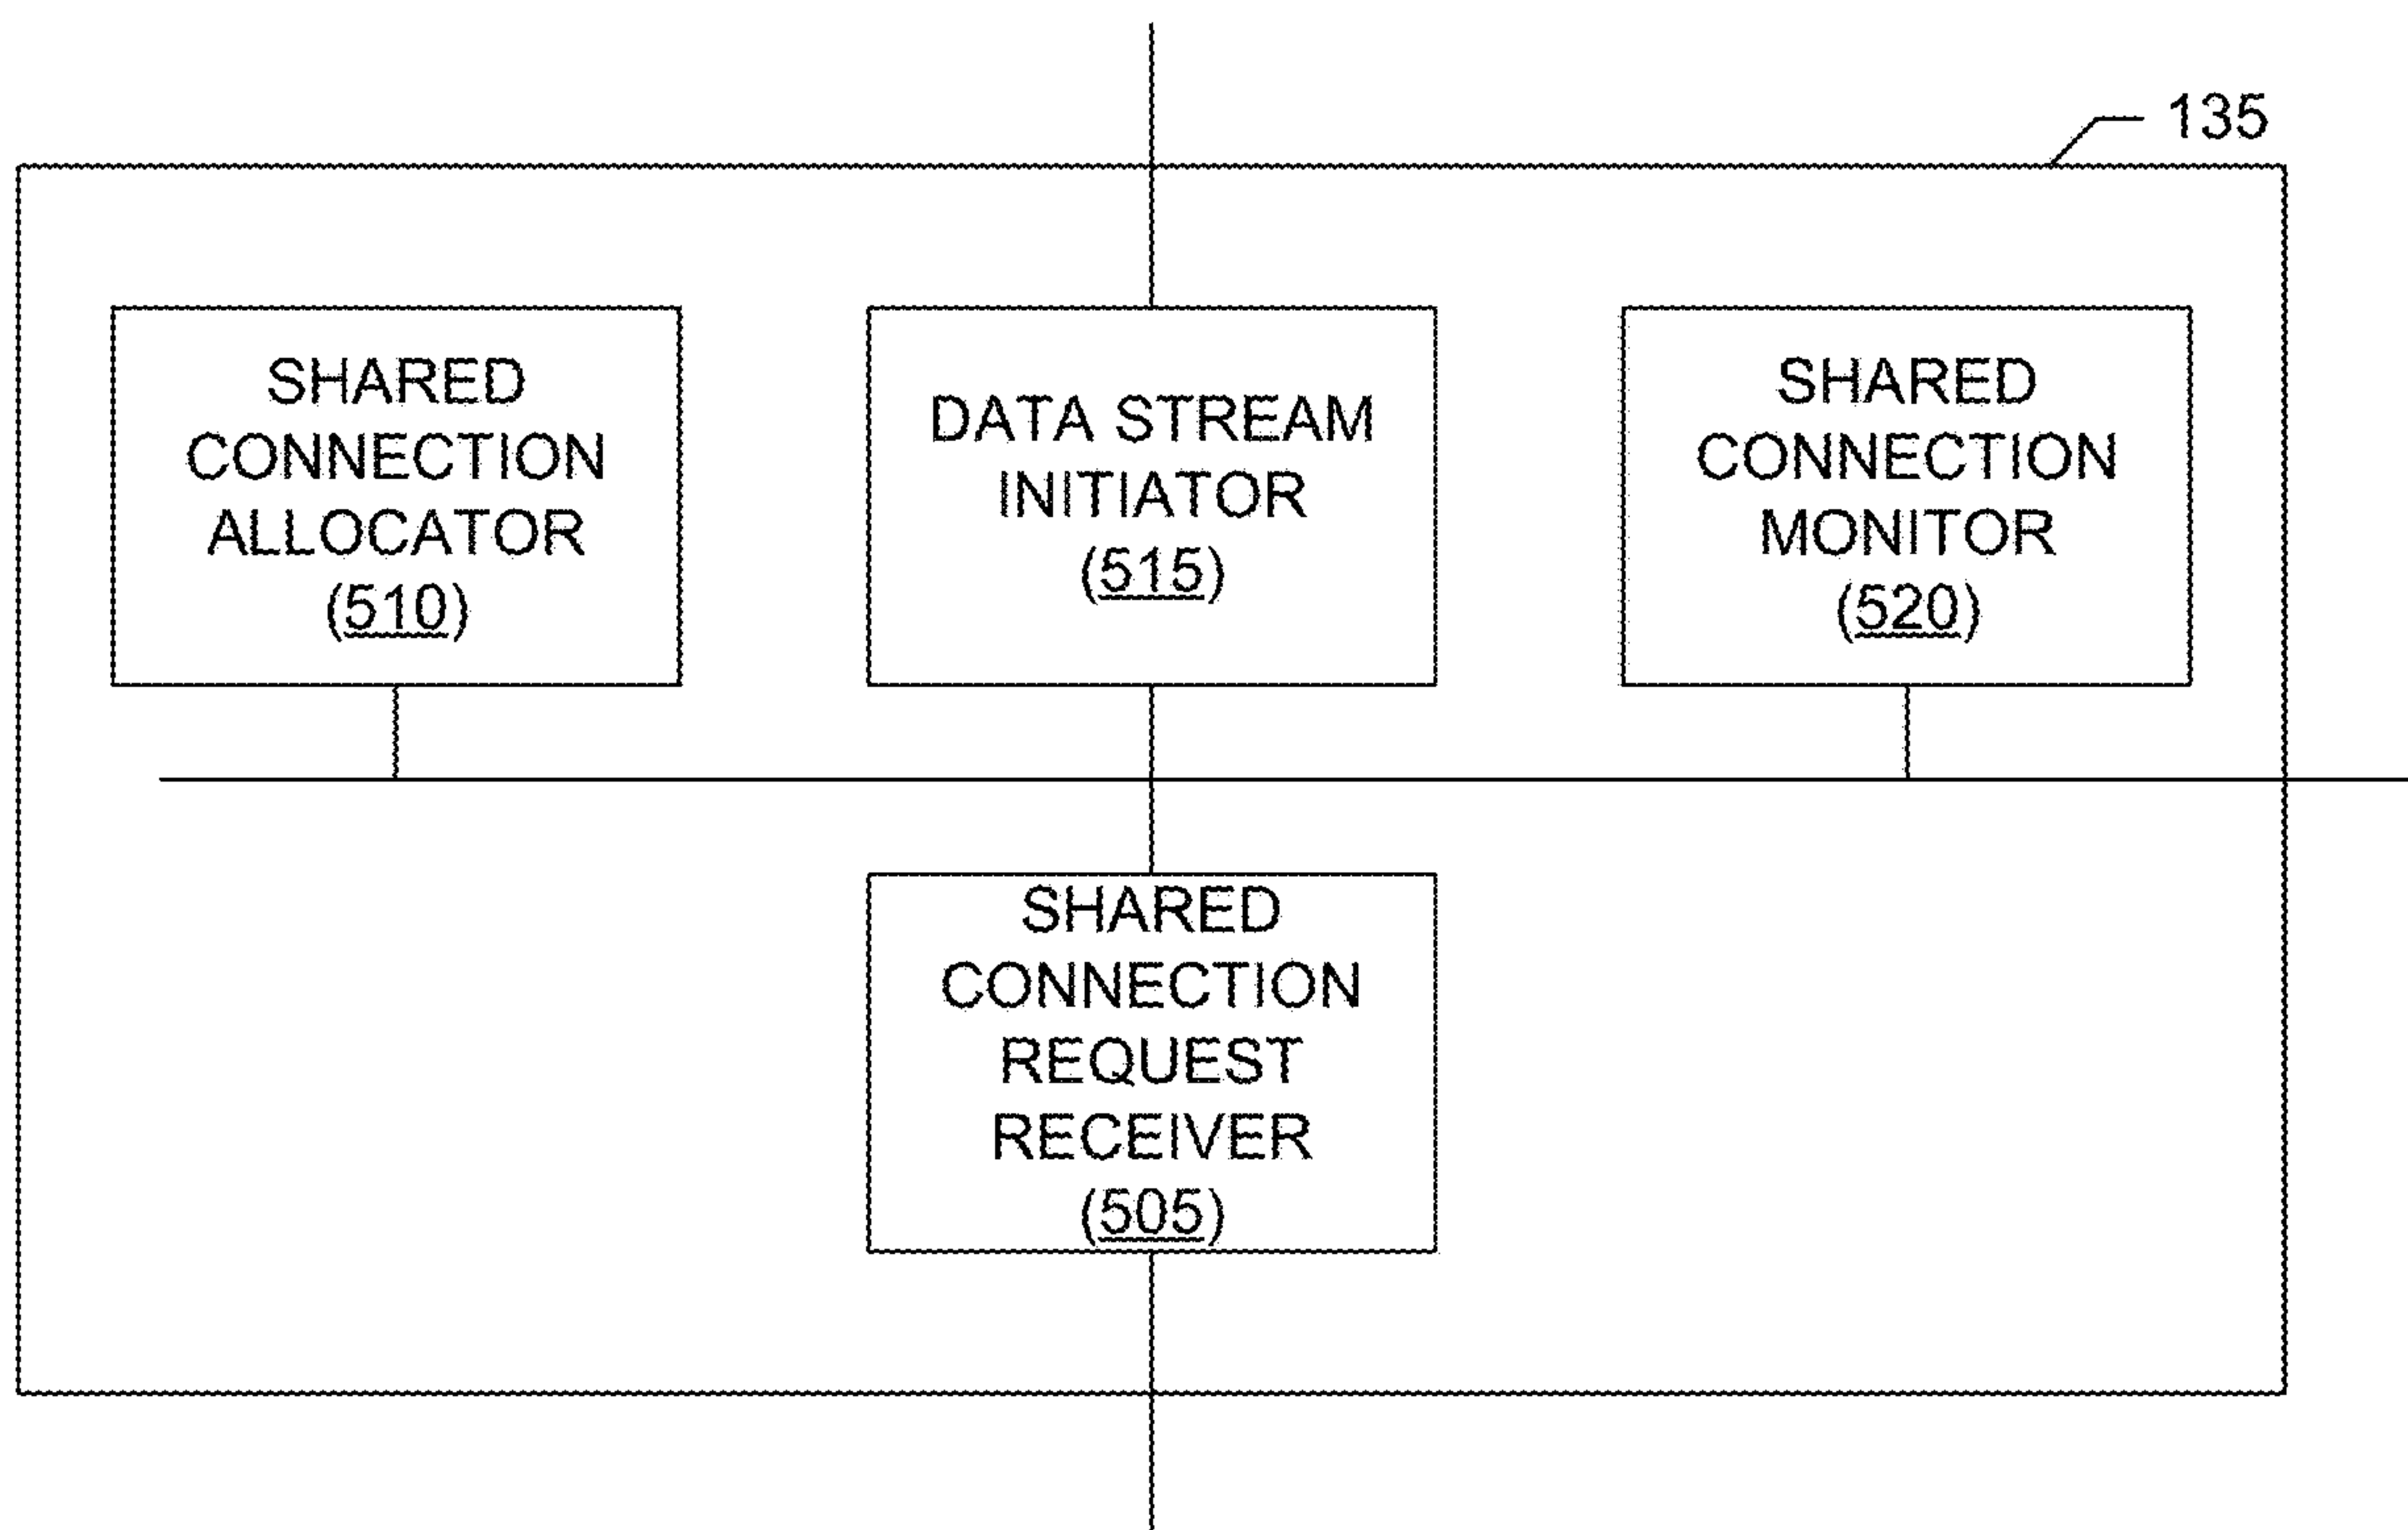 135
SHARED
CONNECTION
ALLOCATOR
(510)
DATA STREAM
INITIATOR
(515)
SHARED
CONNECTION
MONITOR
(520)
SHARED
CONNECTION
REQUEST
RECEIVER
(505)